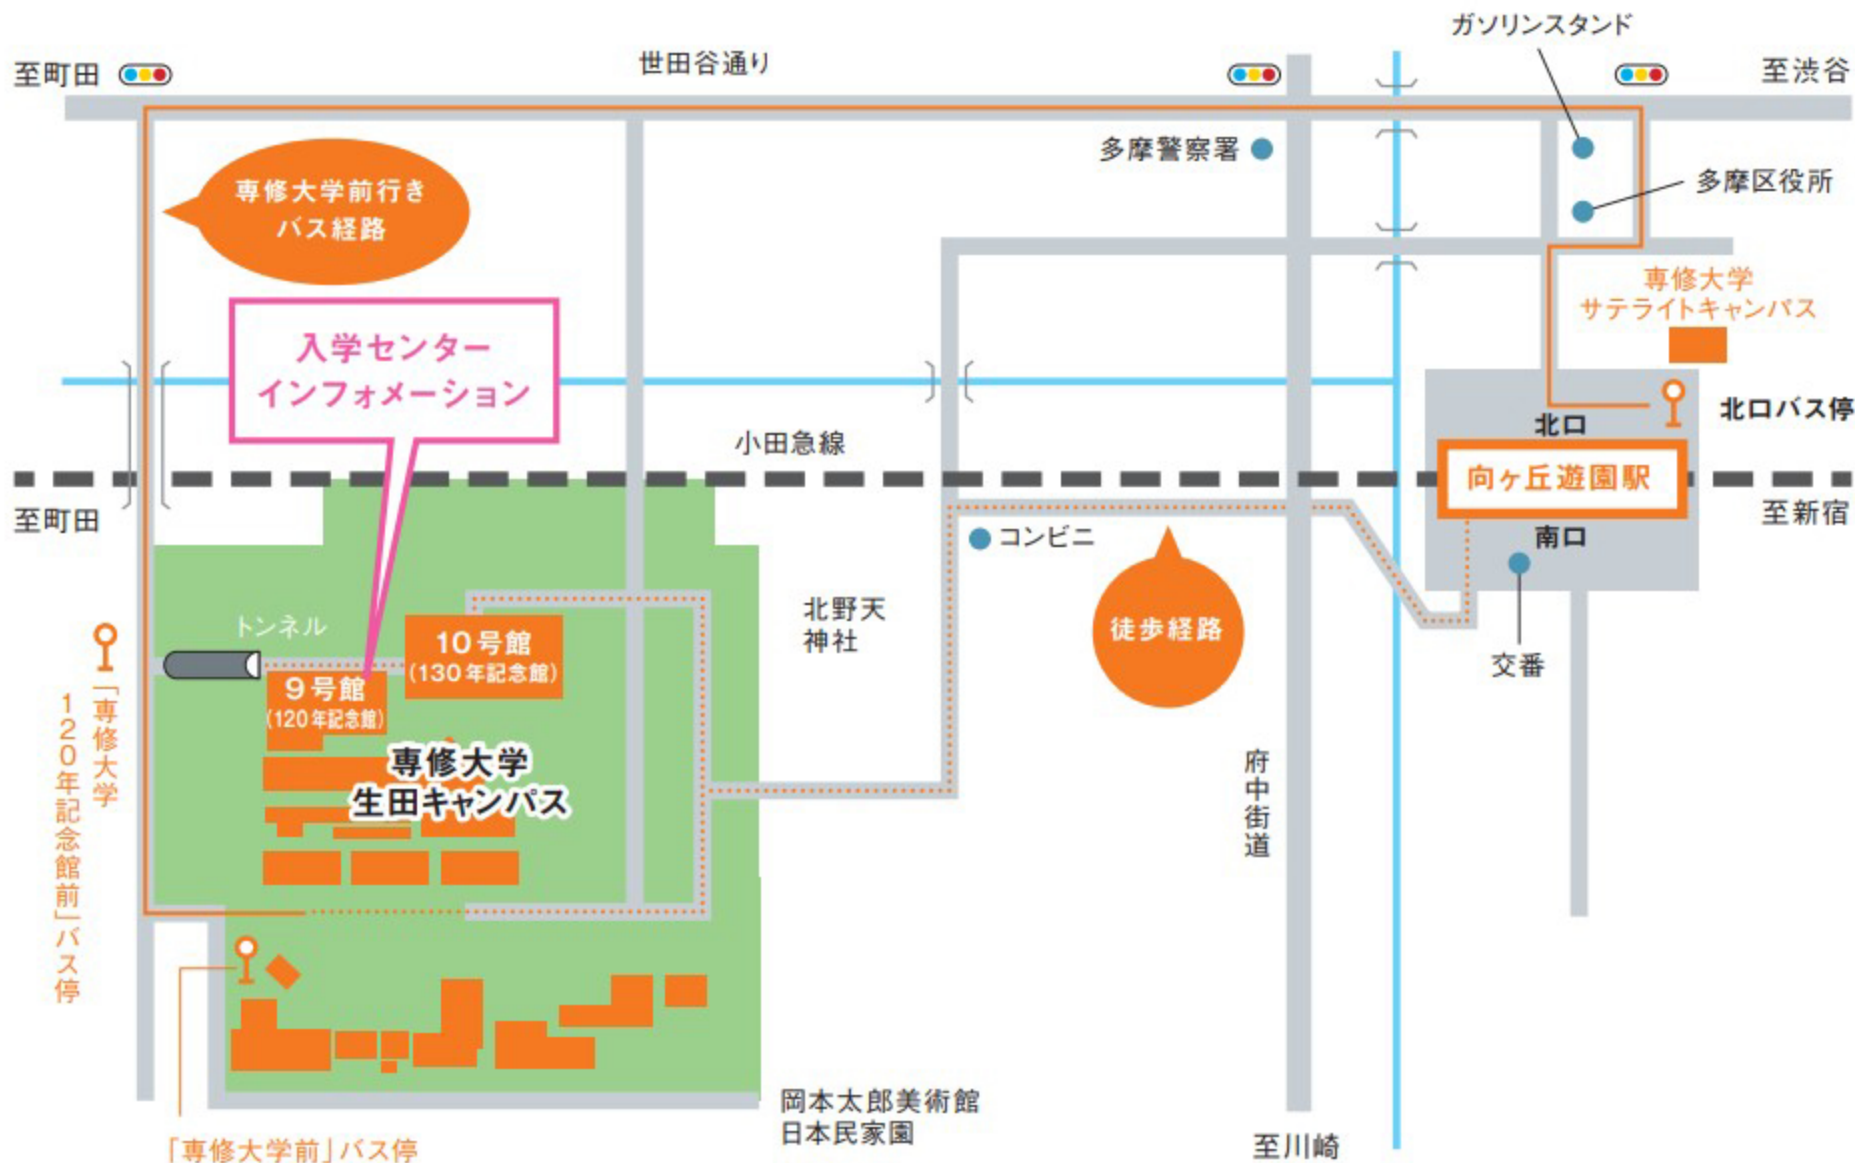 ガソリンスタンド
至町田
世田谷通り
至渋谷
多摩警察署
多摩区役所
専修大学前行き
バス経路
専修大学
サテライトキャンパス
入学センター
インフォメーション
北口バス停
北口
小田急線
向ヶ丘遊園駅
至町田
至新宿
コンビニ
南口
北野天
神社
徒歩経路
トンネル
10号館
(130年記念館)
交番
9号館
(120年記念館)
専修大学
生田キャンパス
「専修大学
120年記念館前」バス停
府中街道
岡本太郎美術館
日本民家園
「専修大学前」バス停
至川崎